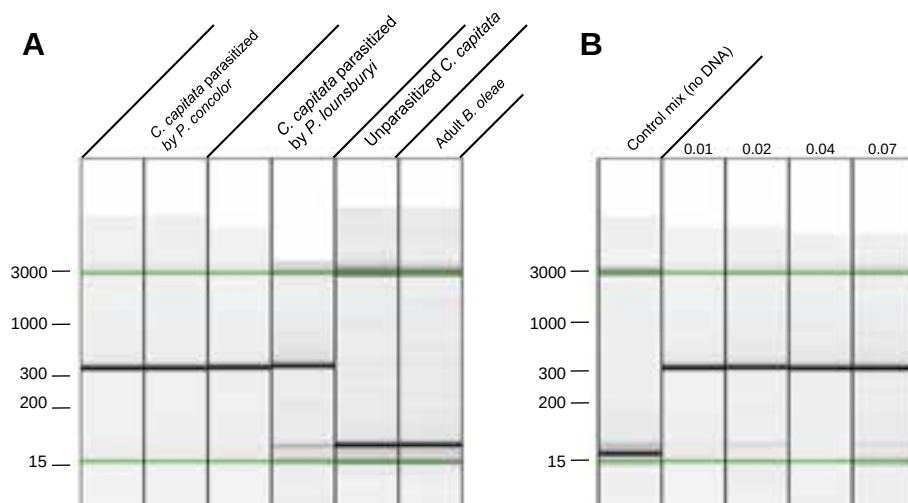 A
C. capitata parasitized
by P. concolor
C. capitata parasitized
by P. lounsburyi
Unparasitized C. capitata
Adult B. oleae
3000
1000
300
200
15
B
Control mix (no DNA)
0.01 0.02 0.04 0.07
3000
1000
300
200
15